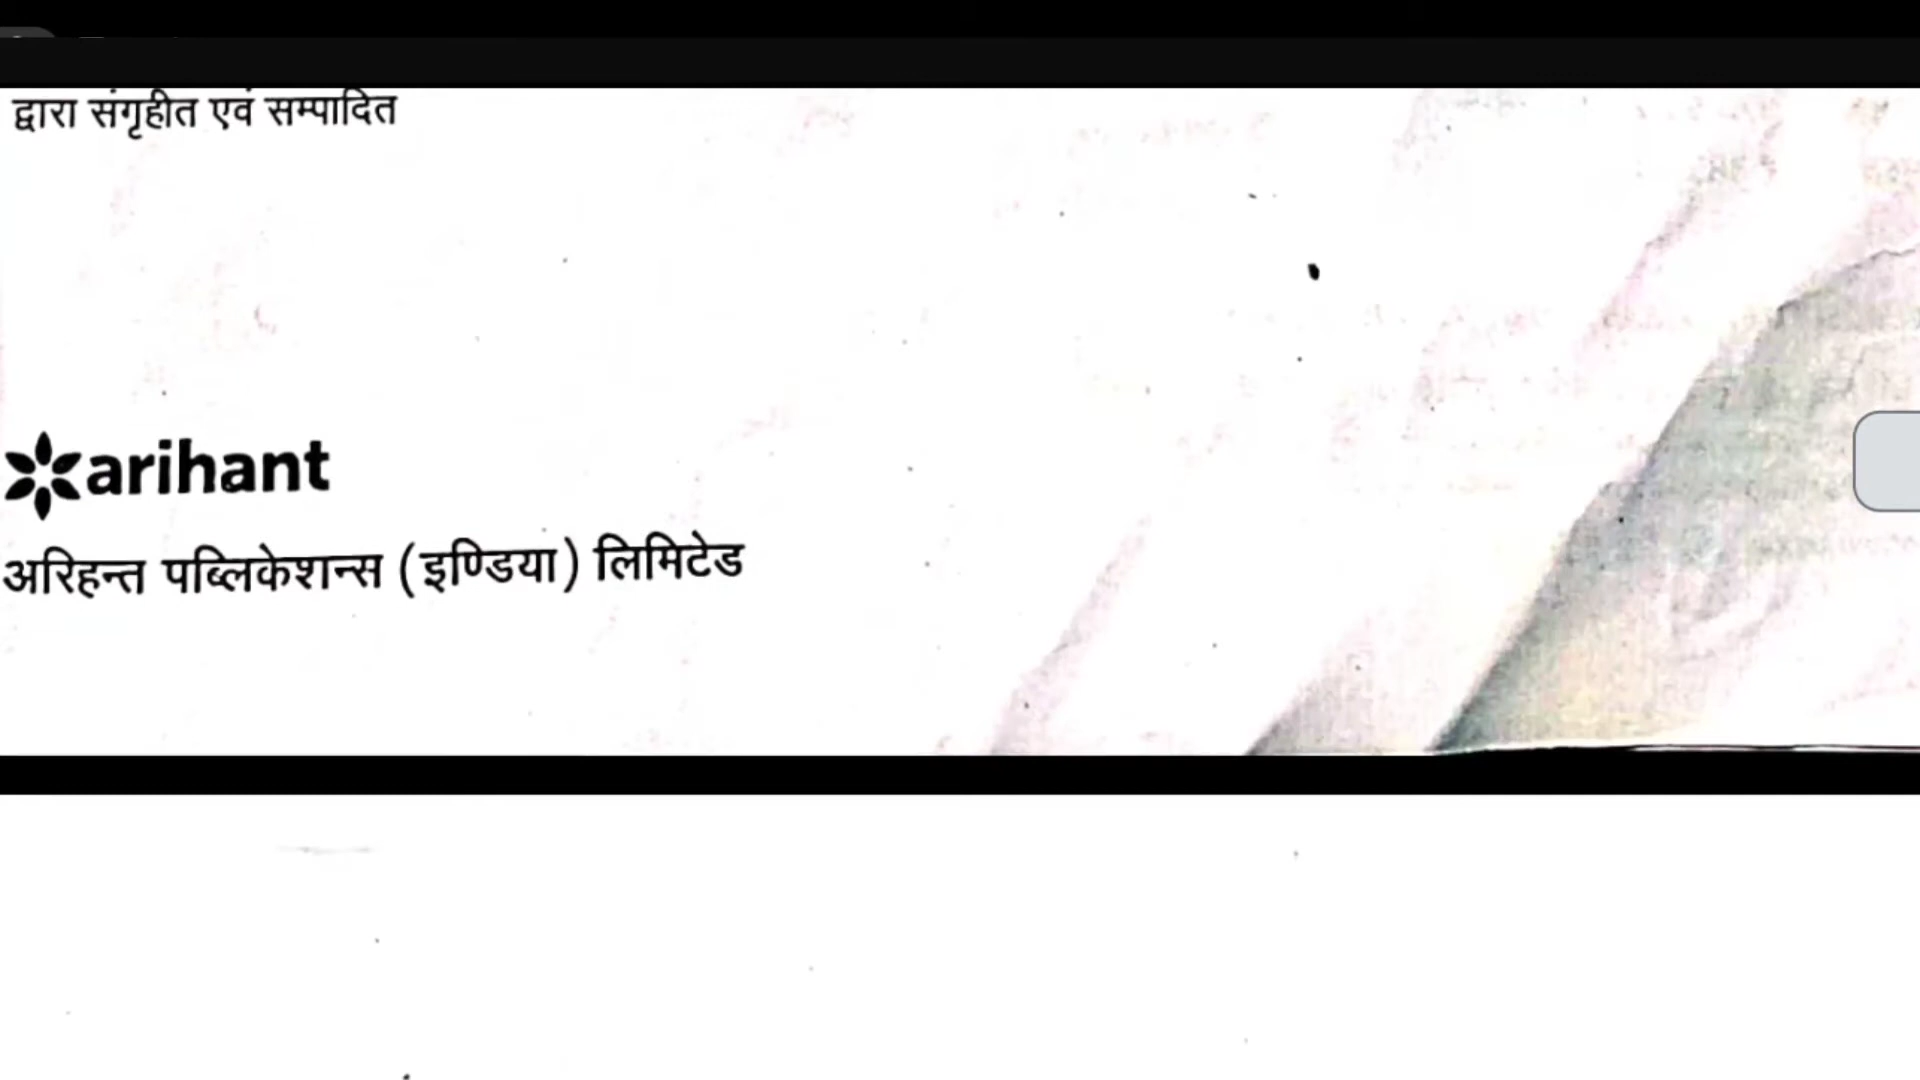 द्वारा संगृहीत एवं सम्पादित
arihant
अरिहन्त पब्लिकेशन्स (इण्डिया) लिमिटेड